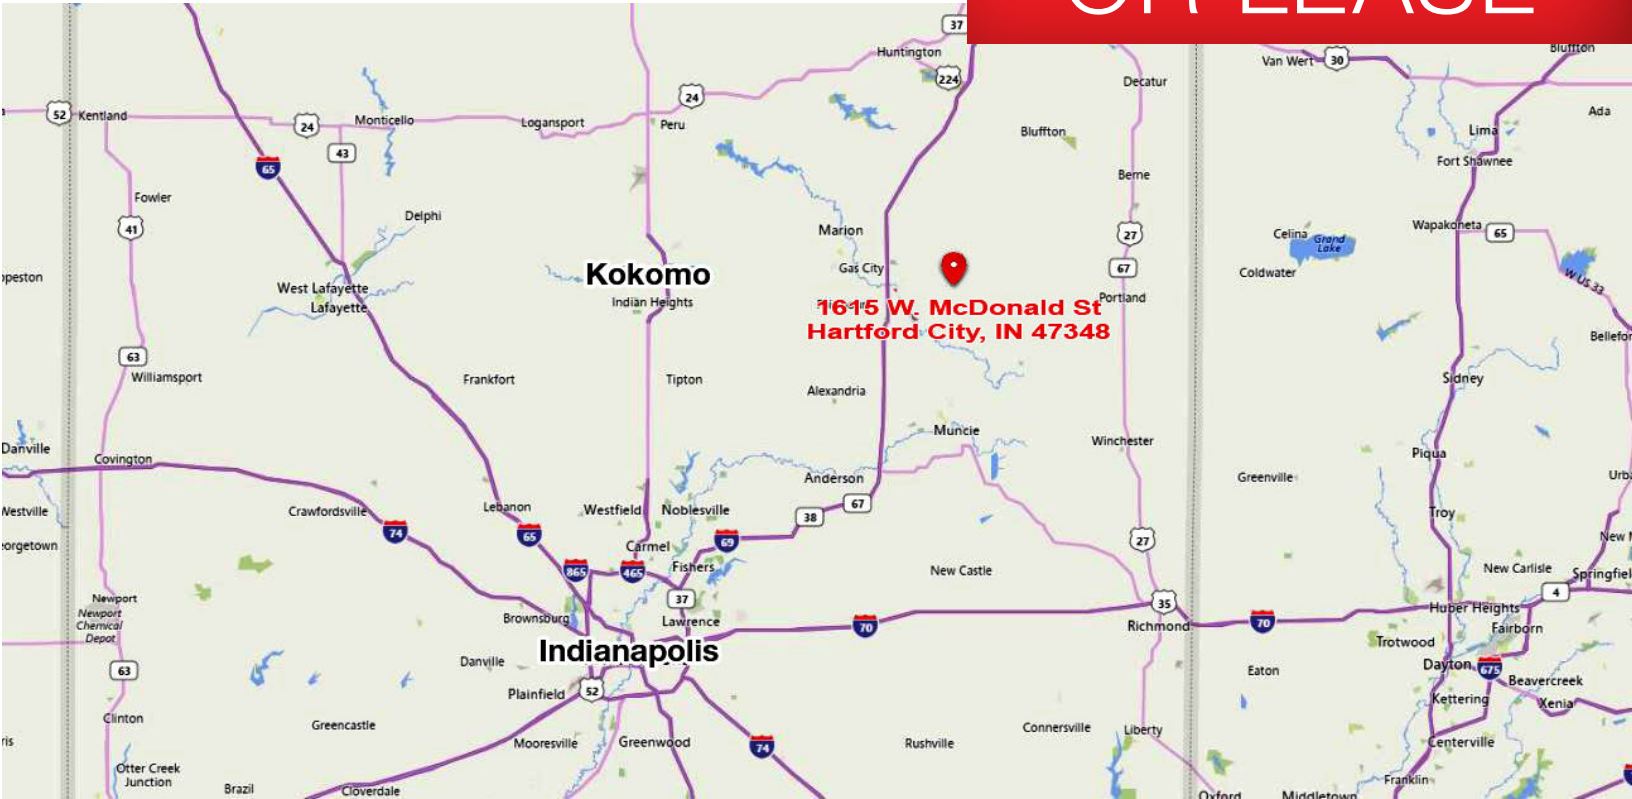 OR LEASE
37
Huntington
224
Van Wert
30
Bluffton
Decatur
24
52
Kentland
24
Monticello
Logansport
Peru
Ada
Lima
Bluffton
43
65
Fort Shawnee
Berne
Fowler
41
Delphi
Marion
27
Wapakoneta
65
Celina
Grand
Lake
Gas City
67
Coldwater
W US 33
Kokomo
West Lafayette
Lafayette
Indian Heights
Portland
1615 W. McDonald St
Hartford City, IN 47348
63
Williamsport
Frankfort
Tipton
Alexandria
Sidney
Muncie
Winchester
Danville
Covington
Piqua
Anderson
Greenville
Westville
Crawfordsville
Lebanon
Westfield
Noblesville
38
67
Troy
74
65
Carmel
69
27
865
465
Fishers
New Castle
New Carlisle
Springfiel
Newport
Newport
Chemical
Depot
37
35
4
Brownsburg
Lawrence
70
Richmond
70
Huber Heights
Fairborn
Trotwood
Indianapolis
63
Danville
Plainfield
52
Eaton
Dayton
675
Beavercreek
Kettering
Xenia
Clinton
Greencastle
Mooresville
Greenwood
74
Rushville
Connersville
Liberty
Centerville
Otter Creek
Junction
Brazil
Cloverdale
Franklin
Oxford
Middletown